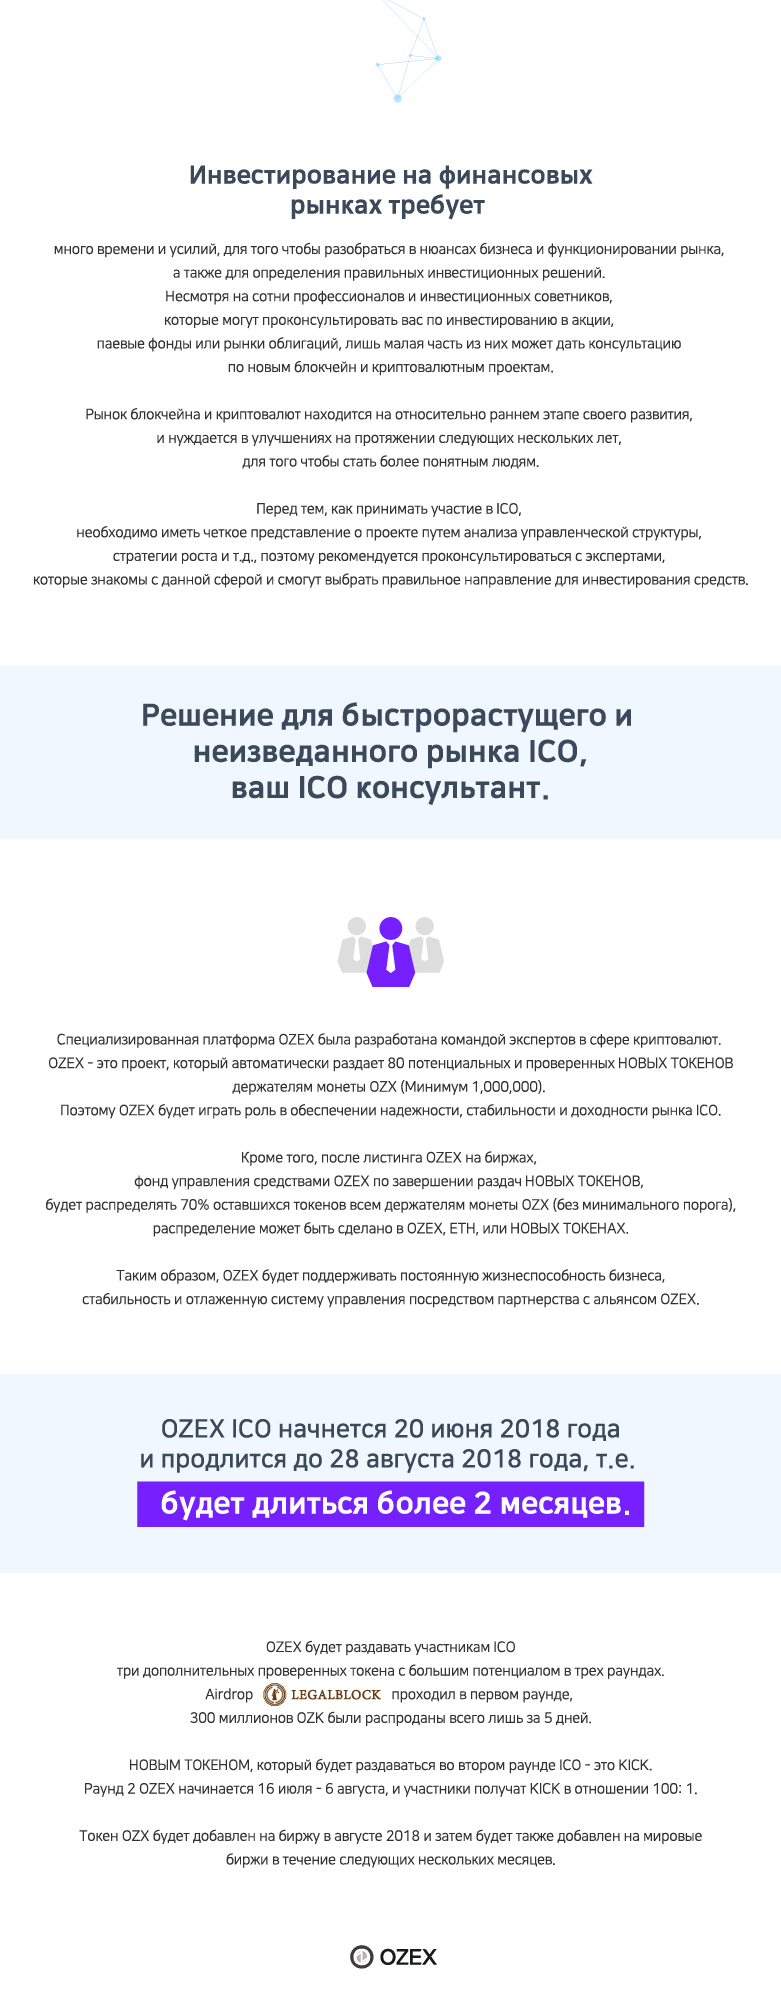 Инвестирование на финансовых
рынках требует
много времени и усилий, для того чтобы разобраться в нюансах бизнеса и функционировании рынка,
а также для определения правильных инвестиционных решений.
Несмотря на сотни профессионалов и инвестиционных советников,
которые могут проконсультировать вас по инвестированию в акции,
паевые фонды или рынки облигаций, лишь малая часть из них может дать консультацию
по новым блокчейн и криптовалютным проектам.
Рынок блокчейна и криптовалют находится на относительно раннем этапе своего развития,
и нуждается в улучшениях на протяжении следующих нескольких лет,
для того чтобы стать более понятным людям.
Перед тем, как принимать участие в ICO,
необходимо иметь четкое представление о проекте путем анализа управленческой структуры,
стратегии роста и т.д., поэтому рекомендуется проконсультироваться с экспертами,
которые знакомы с данной сферой и смогут выбрать правильное направление для инвестирования средств.
Решение для быстрорастущего и
неизведанного рынка ICO,
ваш ICO консультант.
Специализированная платформа OZEX была разработана командой экспертов в сфере криптовалют.
OZEX - это проект, который автоматически раздает 80 потенциальных и проверенных НОВЫХ ТОКЕНОВ
держателям монеты OZX (Минимум 1,000,000).
Поэтому OZEX будет играть роль в обеспечении надежности, стабильности и доходности рынка ICO.
Кроме того, после листинга OZEX на биржах,
фонд управления средствами OZEX по завершении раздач НОВЫХ ТОКЕНОВ,
будет распределять 70% оставшихся токенов всем держателям монеты OZX (без минимального порога),
распределение может быть сделано в OZEX, ETH, или НОВЫХ ТОКЕНАХ.
Таким образом, OZEX будет поддерживать постоянную жизнеспособность бизнеса,
стабильность и отлаженную систему управления посредством партнерства с альянсом OZEX.
OZEX ICO начнется 20 июня 2018 года
и продлится до 28 августа 2018 года, т.е.
будет длиться более 2 месяцев.
OZEX будет раздавать участникам ICO
три дополнительных проверенных токена с большим потенциалом в трех раундах.
Airdrop LEGALBLOCK проходил в первом раунде,
300 миллионов OZK были распроданы всего лишь за 5 дней.
НОВЫМ ТОКЕНОМ, который будет раздаваться во втором раунде ICO - это KICK.
Раунд 2 OZEX начинается 16 июля - 6 августа, и участники получат KICK в отношении 100: 1.
Токен OZX будет добавлен на биржу в августе 2018 и затем будет также добавлен на мировые
биржи в течение следующих нескольких месяцев.
OZEX